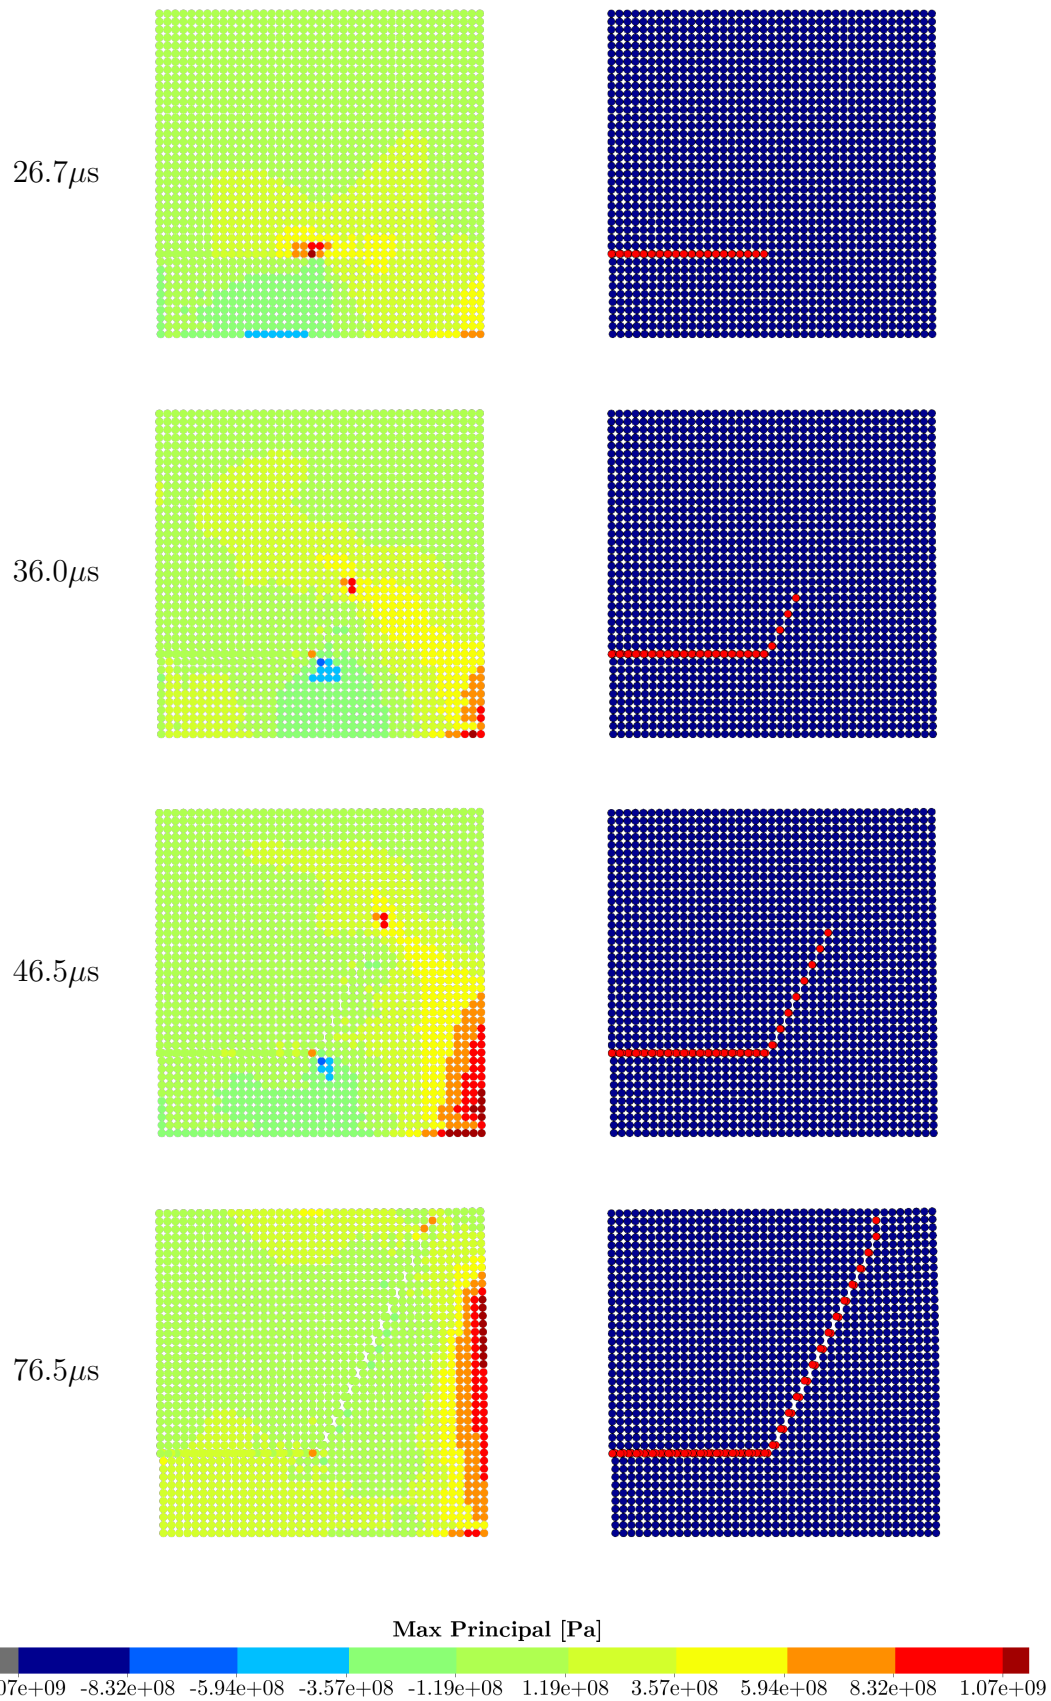 26.7μs
36.0μs
46.5μs
76.5μs
Max Principal [Pa]
07e+09 -8.32e+08 -5.94e+08 -3.57e+08 -1.19e+08 1.19e+08 3.57e+08 5.94e+08 8.32e+08 1.07e+09